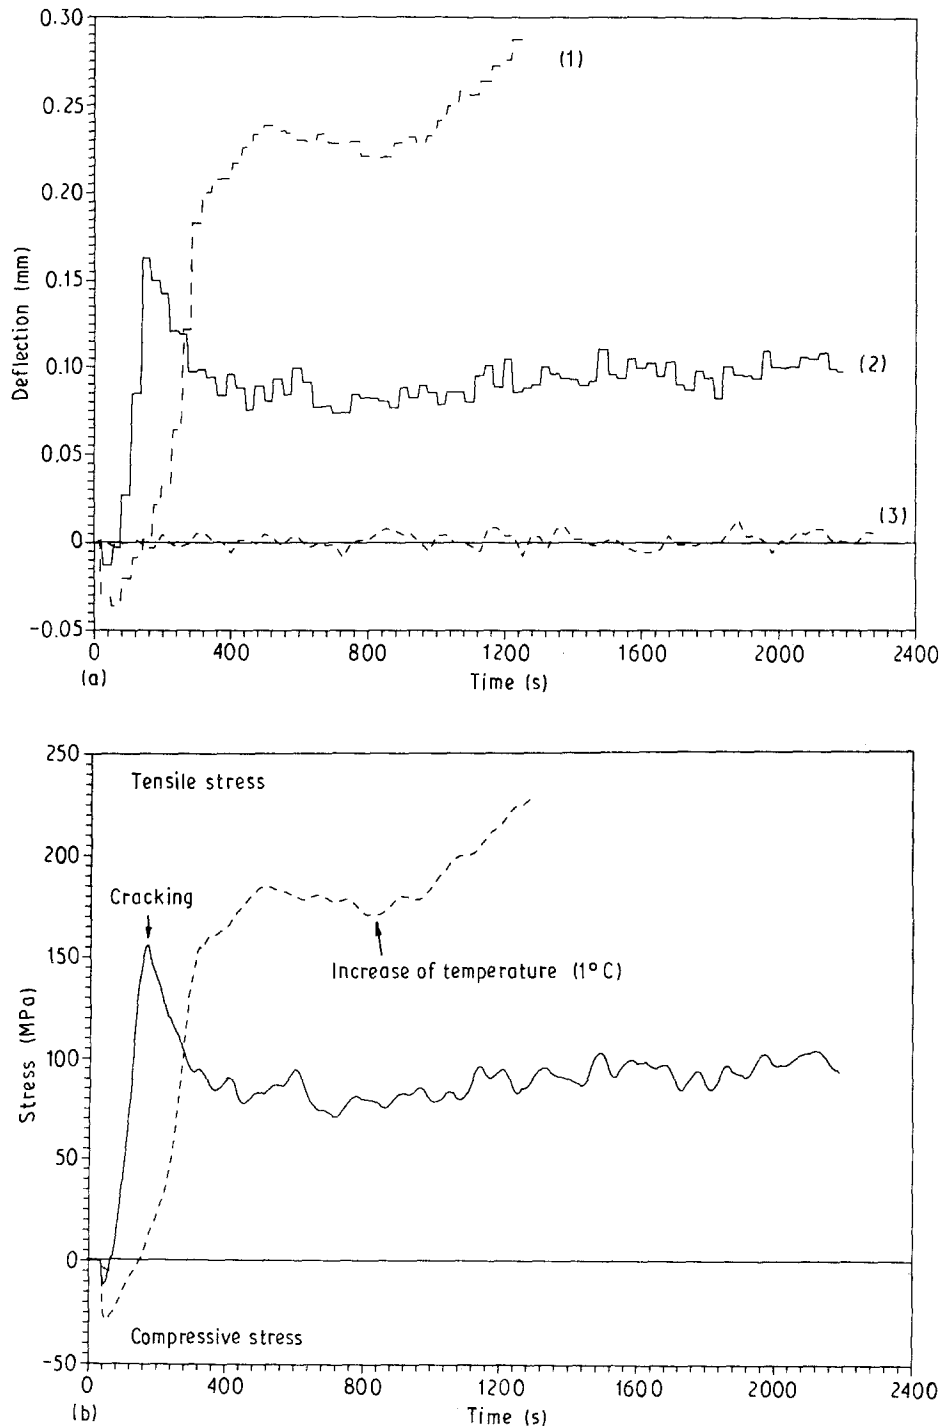 0.30
(1)
0.25
0.20
0.15
0.10
(2)
0.05
(3)
0
-0.05
Deflection (mm)
0 400 800 1200 1600 2000 2400
(a)
Time (s)
250
Tensile stress
200
Cracking
150
Increase of temperature (1°C)
100
50
0
Compressive stress
-50
Stress (MPa)
0 400 800 1200 1600 2000 2400
(b)
Time (s)